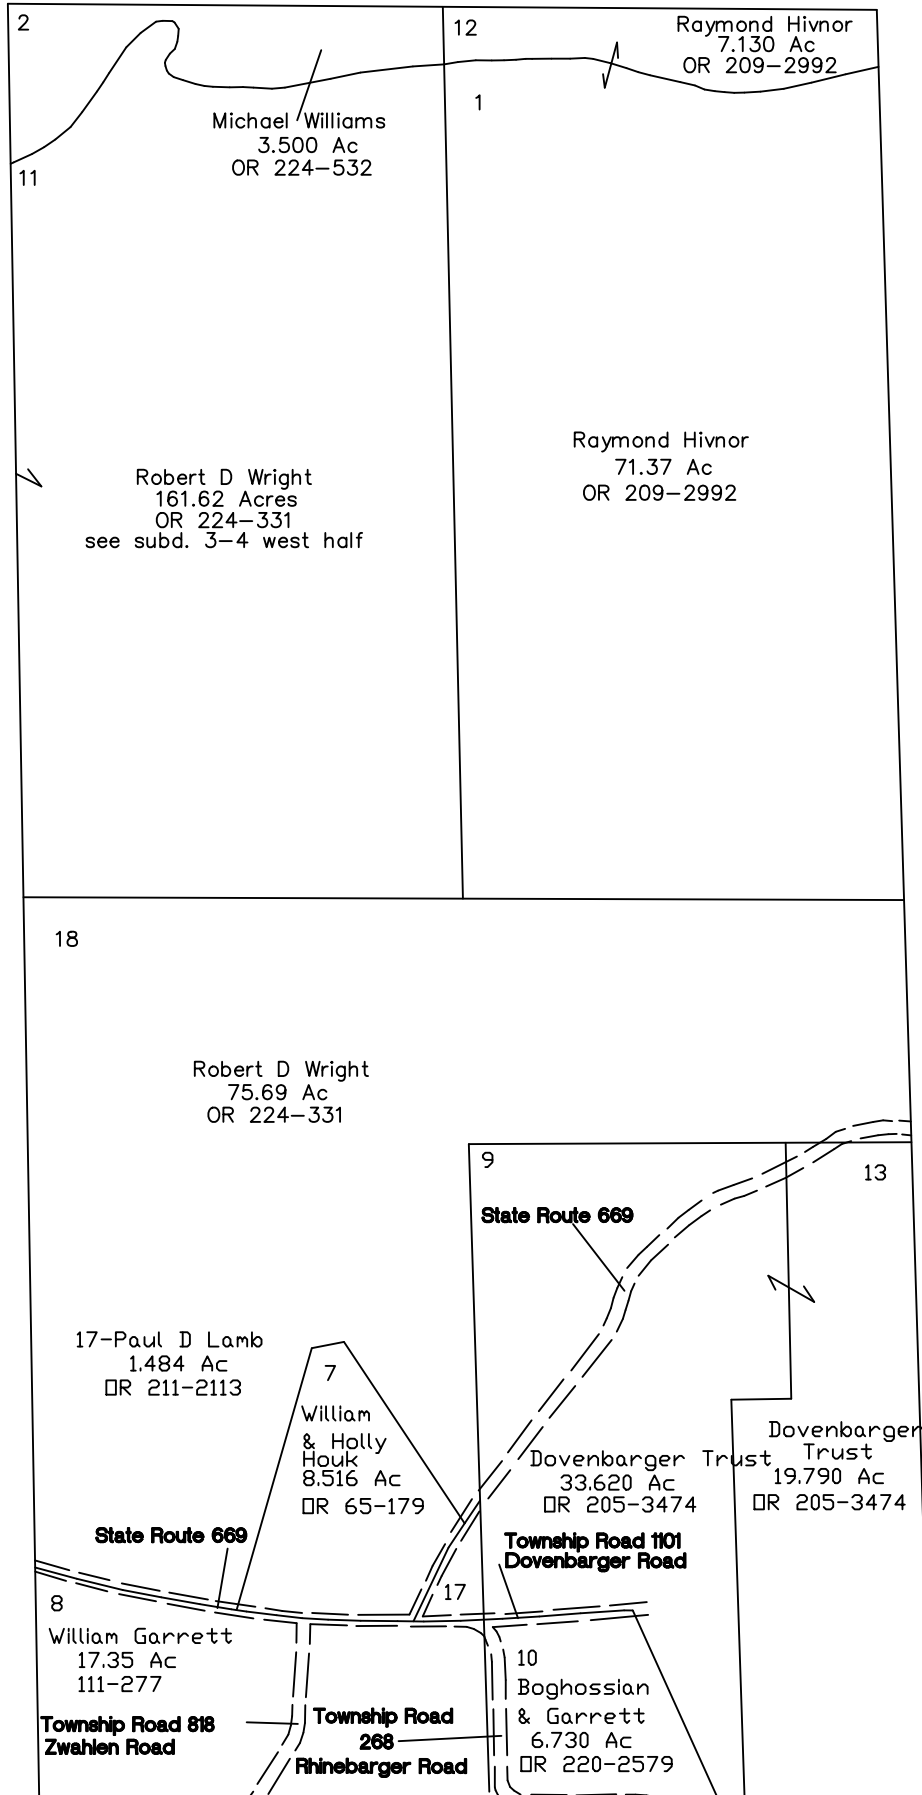 2
12
Raymond Hivnor
7.130 Ac
OR 209-2992
1
Michael Williams
3.500 Ac
OR 224-532
11
Raymond Hivnor
71.37 Ac
OR 209-2992
Robert D Wright
161.62 Acres
OR 224-331
see subd. 3-4 west half
18
Robert D Wright
75.69 Ac
OR 224-331
9
13
State Route 669
17-Paul D Lamb
1.484 Ac
OR 211-2113
7
William
& Holly
Houk
8.516 Ac
OR 65-179
Dovenbarger Trust
33.620 Ac
OR 205-3474
Dovenbarger
Trust
19.790 Ac
OR 205-3474
State Route 669
Township Road 1101
Dovenbarger Road
17
8
William Garrett
17.35 Ac
111-277
10
Boghossian
& Garrett
6.730 Ac
OR 220-2579
Township Road 818
Zwahlen Road
Township Road
268
Rhinebarger Road